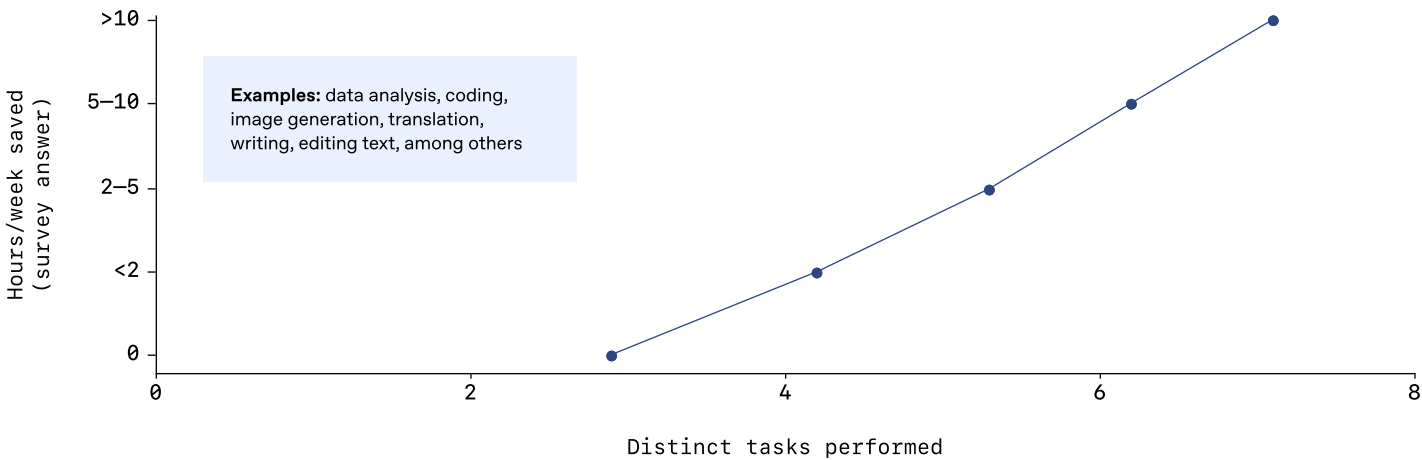 >10
5–10
2–5
<2
0
Hours/week saved
(survey answer)
Examples: data analysis, coding,
image generation, translation,
writing, editing text, among others
0 2 4 6 8
Distinct tasks performed